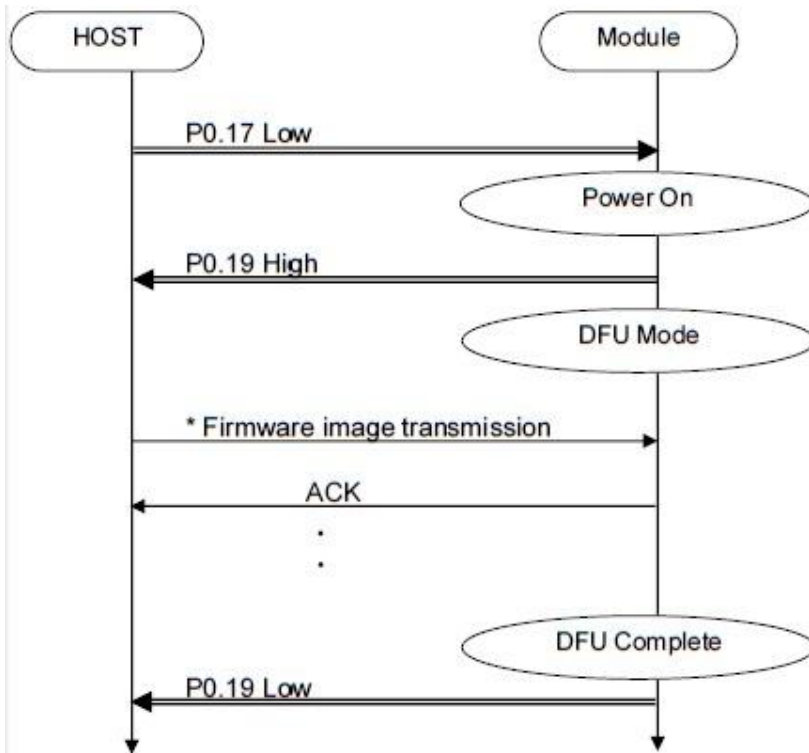 HOST
Module
P0.17 Low
Power On
P0.19 High
DFU Mode
* Firmware image transmission
ACK
.
.
DFU Complete
P0.19 Low